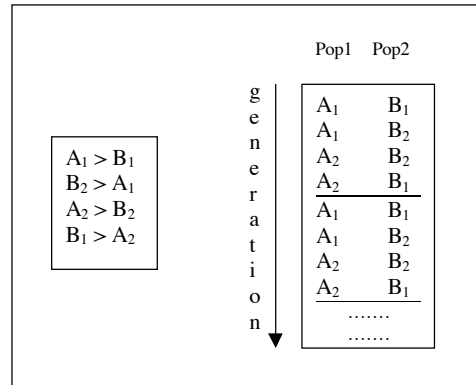 Pop1 Pop2
generation
A₁ > B₁
B₂ > A₁
A₂ > B₂
B₁ > A₂
A₁ B₁
A₁ B₂
A₂ B₂
A₂ B₁
A₁ B₁
A₁ B₂
A₂ B₂
A₂ B₁
.......
.......